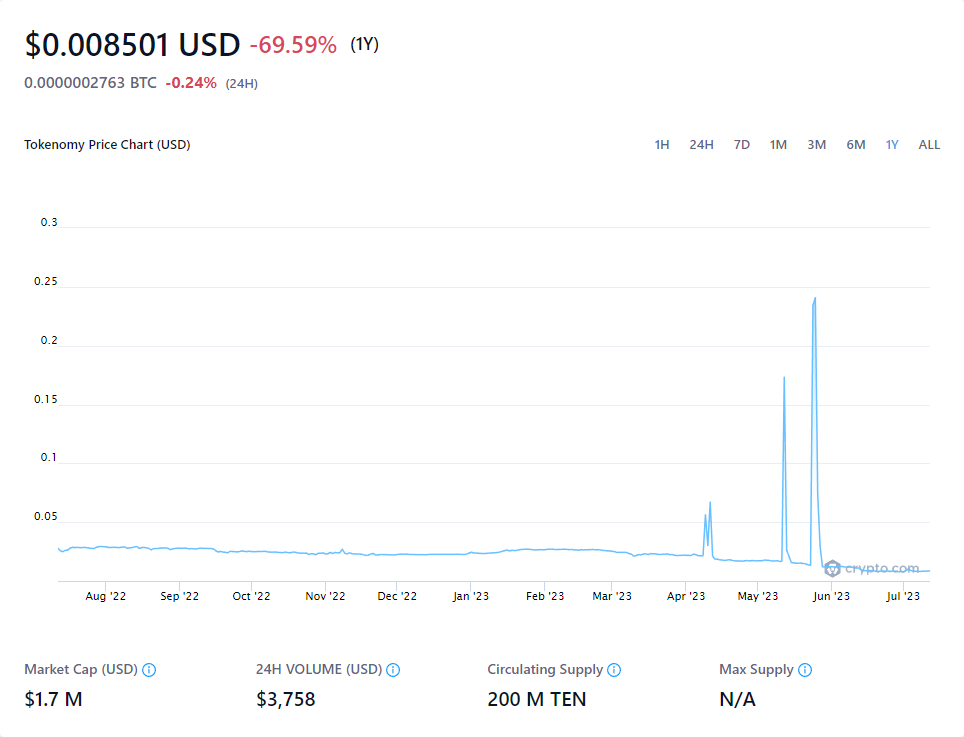 $0.008501 USD -69.59% (1Y)
0.0000002763 BTC -0.24% (24H)
Tokenomy Price Chart (USD) 1H 24H 7D 1M 3M 6M 1Y ALL
0.3
0.25
0.2
0.15
0.1
0.05
crypto.com
Aug '22 Sep '22 Oct '22 Nov '22 Dec '22 Jan '23 Feb '23 Mar '23 Apr '23 May '23 Jun '23 Jul '23
Market Cap (USD) 24H VOLUME (USD) Circulating Supply Max Supply
$1.7 M $3,758 200 M TEN N/A